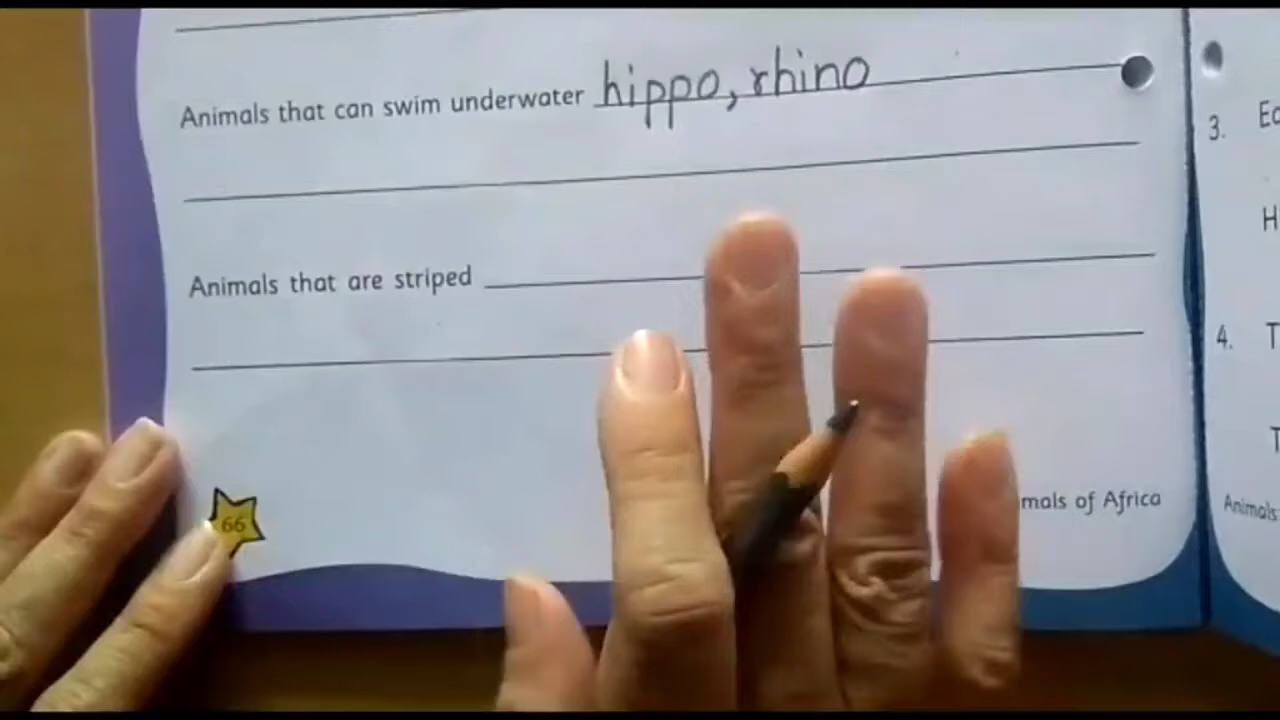 Animals that can swim underwater hippo, rhino
Animals that are striped
66
mals of Africa
3. Ea
H
4. T
T
Animals